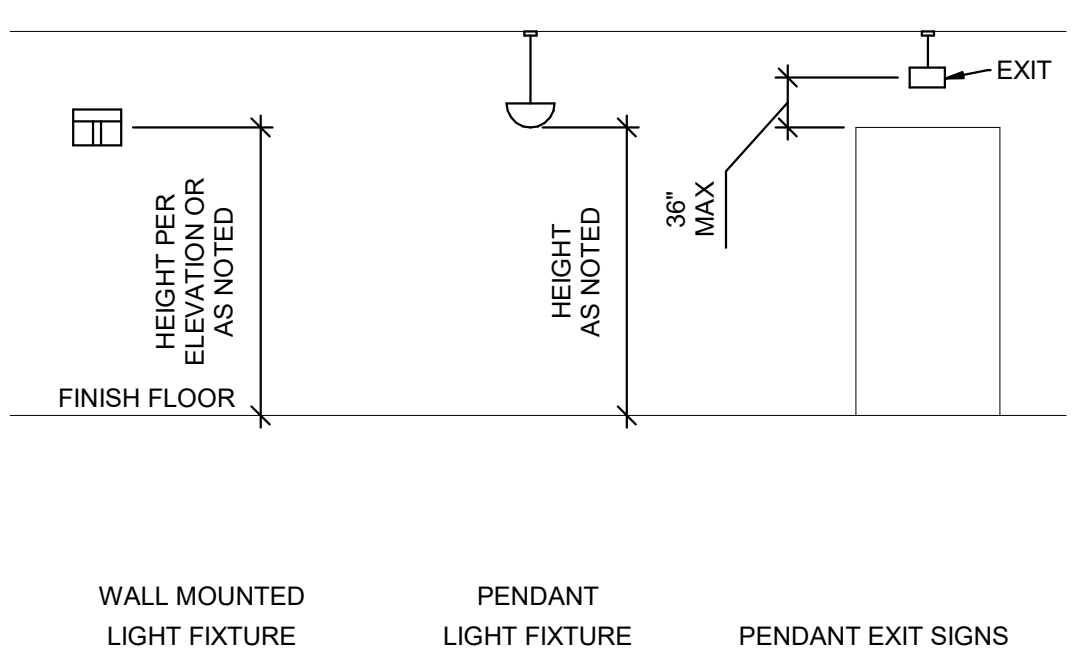 EXIT
36"
MAX
HEIGHT PER
ELEVATION OR
AS NOTED
HEIGHT
AS NOTED
FINISH FLOOR
WALL MOUNTED
LIGHT FIXTURE
PENDANT
LIGHT FIXTURE
PENDANT EXIT SIGNS